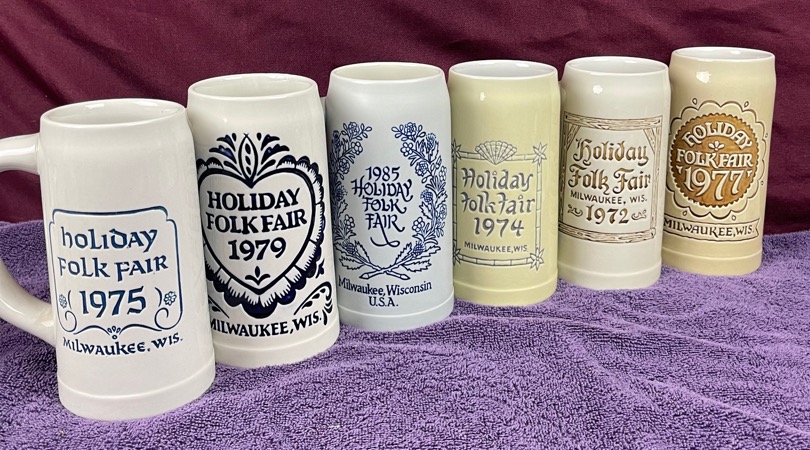 holiday
folk fair
1975
Milwaukee, Wis.
HOLIDAY
FOLK FAIR
1979
MILWAUKEE, WIS.
1985
HOLIDAY
FOLK
FAIR
Milwaukee, Wisconsin
U.S.A.
Holiday
Folk Fair
1974
MILWAUKEE, WIS.
Holiday
Folk Fair
MILWAUKEE, WIS.
1972
HOLIDAY
FOLK FAIR
1977
MILWAUKEE, WIS.